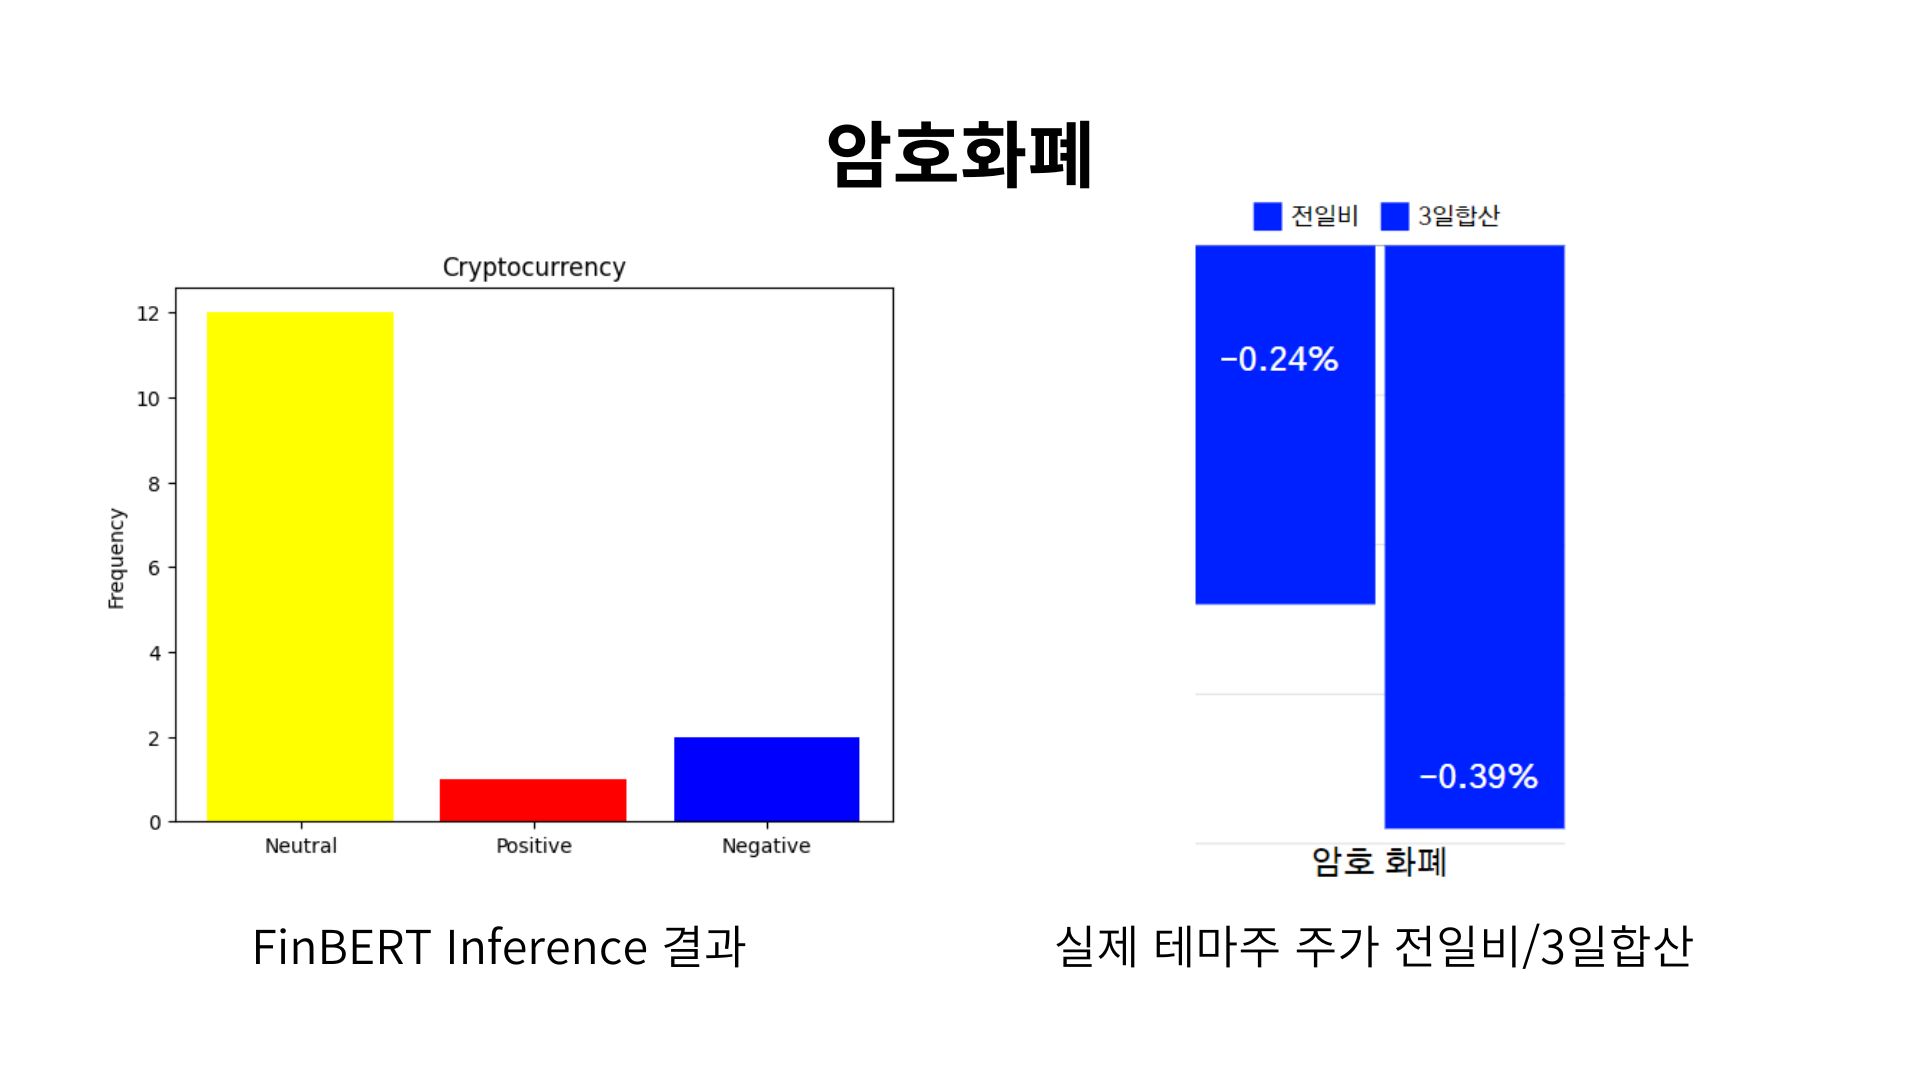 암호화폐
Cryptocurrency
Frequency
12
10
8
6
4
2
0
Neutral Positive Negative
FinBERT Inference 결과
전일비 3일합산
-0.24%
-0.39%
암호 화폐
실제 테마주 주가 전일비/3일합산